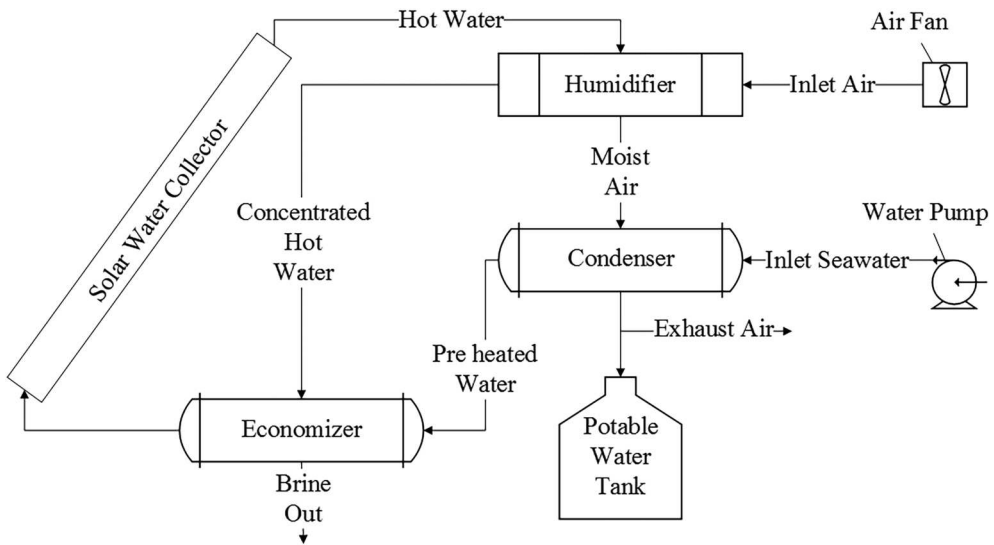 Hot Water
Air Fan
Humidifier
Inlet Air
Solar Water Collector
Moist
Air
Concentrated
Hot
Water
Water Pump
Condenser
Inlet Seawater
Exhaust Air
Pre heated
Water
Economizer
Potable
Water
Tank
Brine
Out